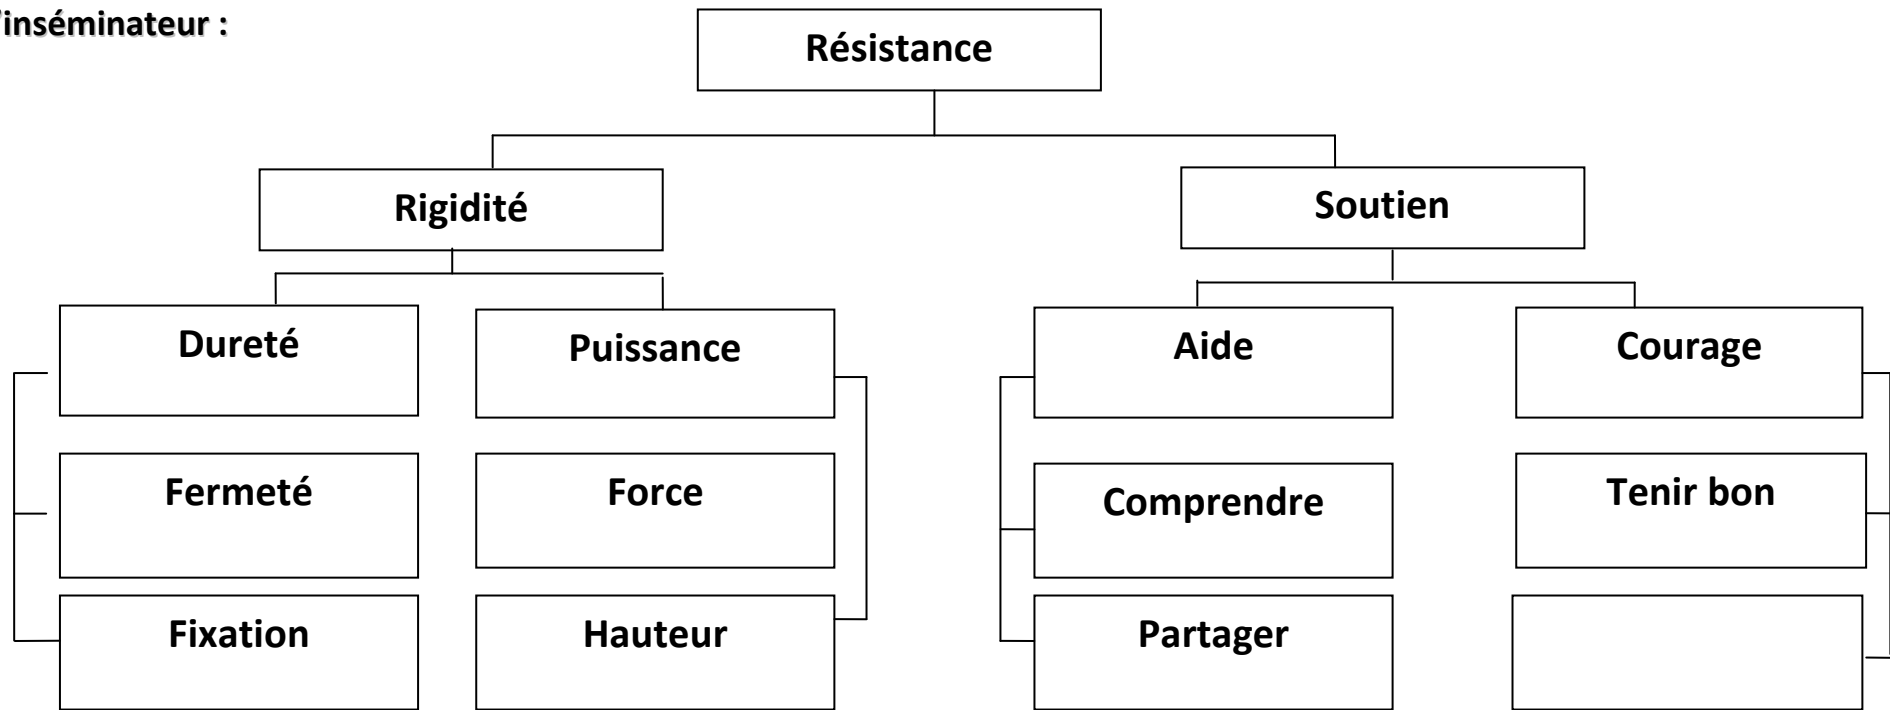 'inséminateur :
Résistance
Rigidité
Soutien
Dureté
Puissance
Aide
Courage
Fermeté
Force
Comprendre
Tenir bon
Fixation
Hauteur
Partager